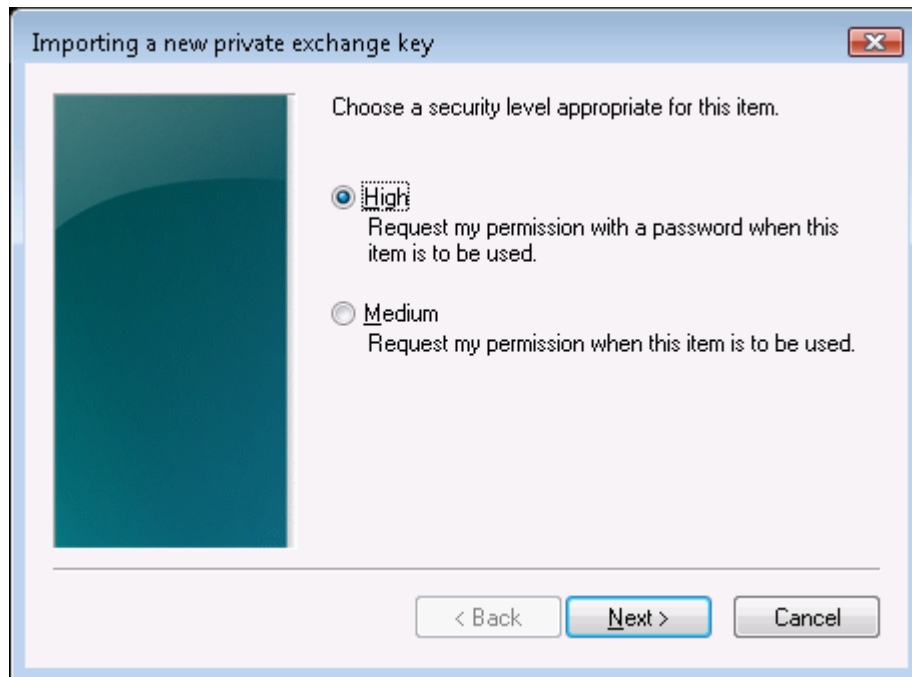 Importing a new private exchange key
Choose a security level appropriate for this item.
High
Request my permission with a password when this
item is to be used.
Medium
Request my permission when this item is to be used.
< Back
Next >
Cancel